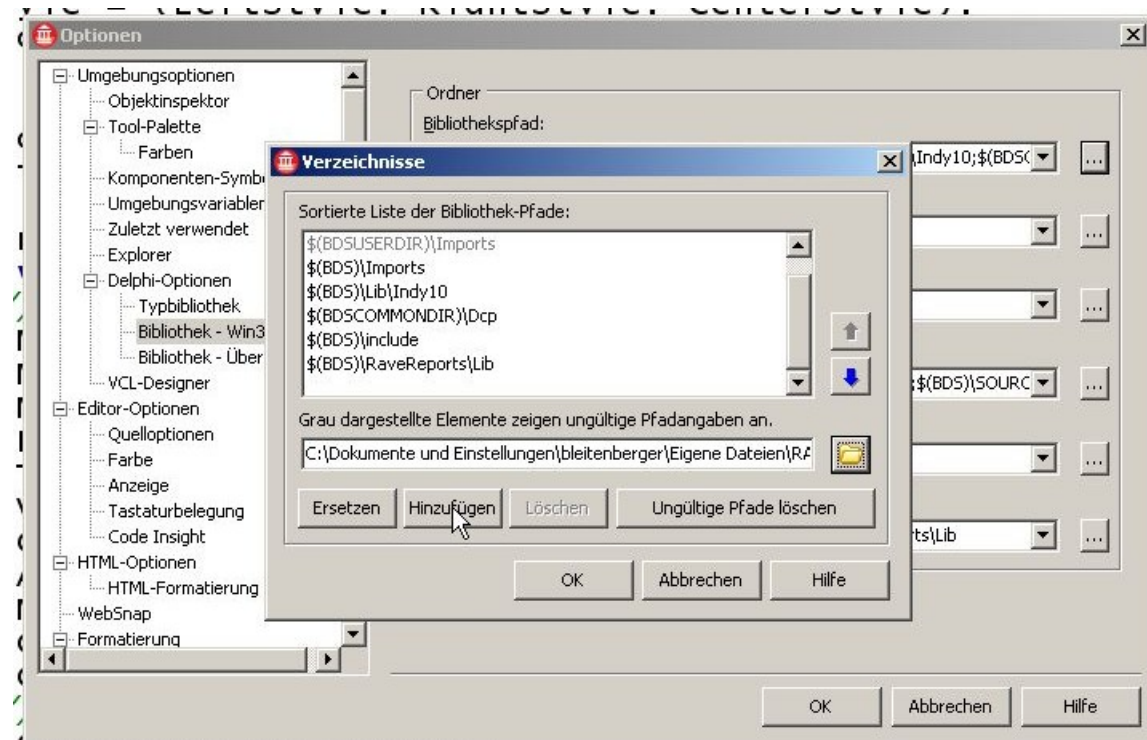 Optionen
Umgebungsoptionen
Objektinspektor
Tool-Palette
Farben
Komponenten-Symb
Umgebungsvariabler
Zuletzt verwendet
Explorer
Delphi-Optionen
Typbibliothek
Bibliothek - Win3
Bibliothek - Über
VCL-Designer
Editor-Optionen
Quelloptionen
Farbe
Anzeige
Tastaturbelegung
Code Insight
HTML-Optionen
HTML-Formatierung
WebSnap
Formatierung
Ordner
Bibliothekspfad:
\Indy10;$(BDSC
...
...
...
;$(BDS)\SOURC
...
...
rts\Lib
...
Verzeichnisse
Sortierte Liste der Bibliothek-Pfade:
$(BDSUSERDIR)\Imports
$(BDS)\Imports
$(BDS)\Lib\Indy10
$(BDSCOMMONDIR)\Dcp
$(BDS)\include
$(BDS)\RaveReports\Lib
Grau dargestellte Elemente zeigen ungültige Pfadangaben an.
C:\Dokumente und Einstellungen\bleitenberger\Eigene Dateien\RA
Ersetzen Hinzufügen Löschen Ungültige Pfade löschen
OK Abbrechen Hilfe
OK Abbrechen Hilfe